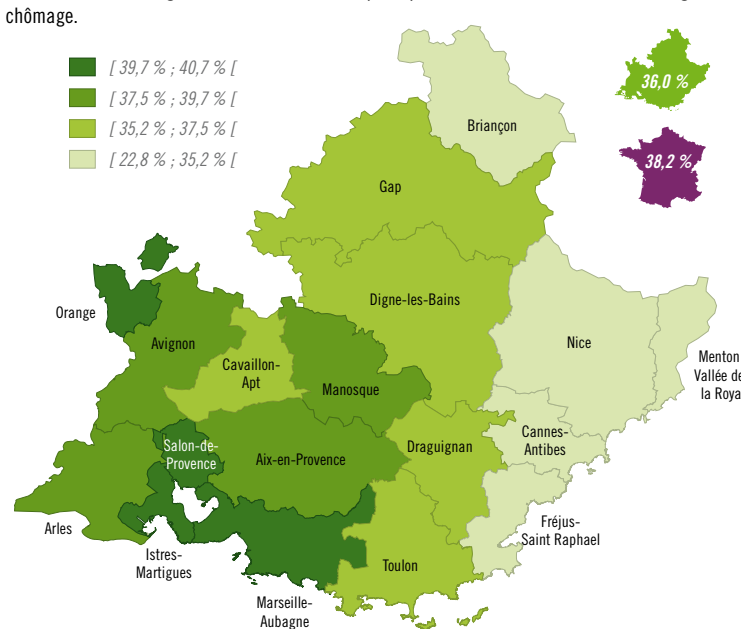 chômage.
[ 39,7 % ; 40,7 % [
[ 37,5 % ; 39,7 % [
[ 35,2 % ; 37,5 % [
[ 22,8 % ; 35,2 % [
36,0 %
38,2 %
Briançon
Gap
Digne-les-Bains
Orange
Avignon
Nice
Cavaillon-
Apt
Manosque
Menton
Vallée de
la Roya
Salon-de-
Provence
Aix-en-Provence
Draguignan
Cannes-
Antibes
Arles
Istres-
Martigues
Fréjus-
Saint Raphael
Toulon
Marseille-
Aubagne